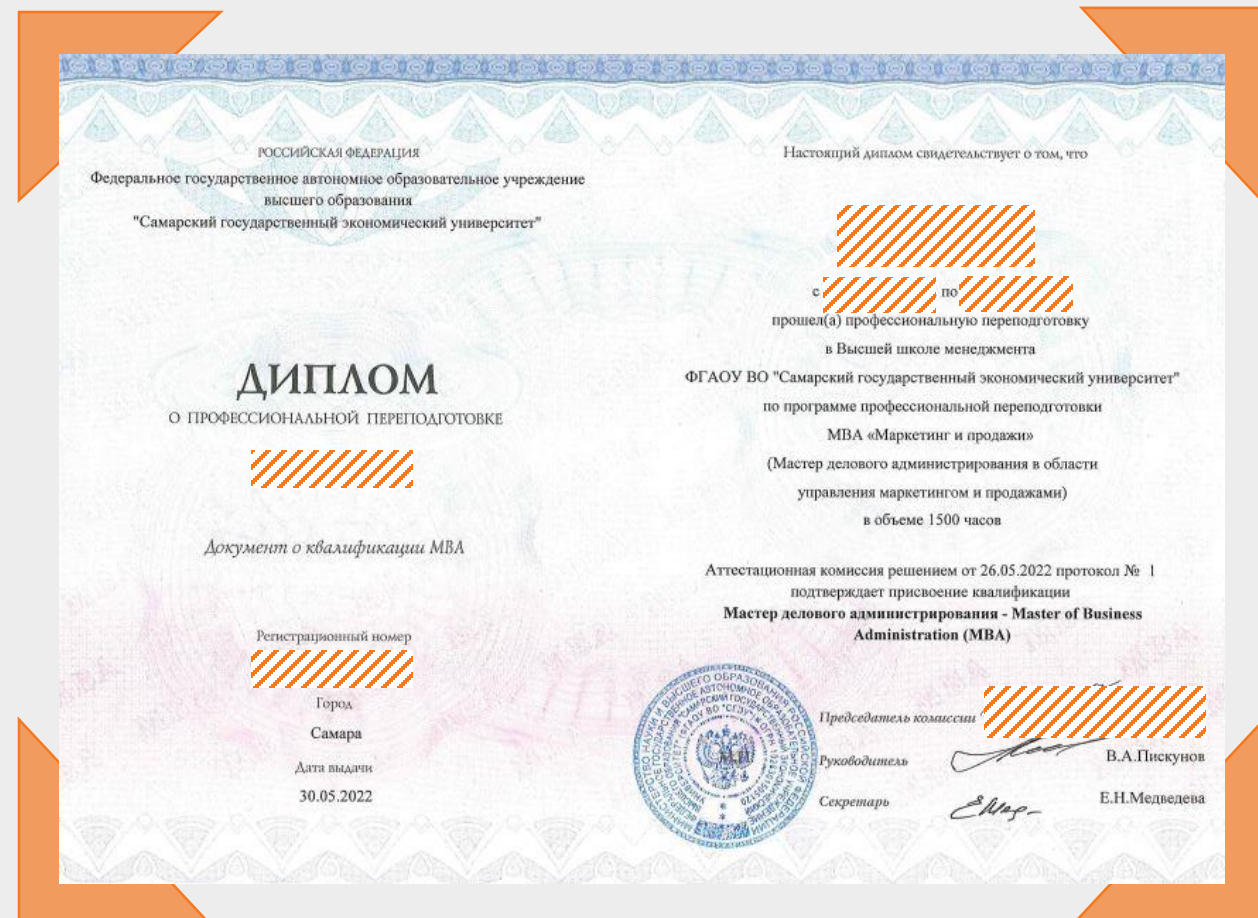 РОССИЙСКАЯ ФЕДЕРАЦИЯ
Федеральное государственное автономное образовательное учреждение
высшего образования
"Самарский государственный экономический университет"
ДИПЛОМ
О ПРОФЕССИОНАЛЬНОЙ ПЕРЕПОДГОТОВКЕ
Документ о квалификации МВА
Регистрационный номер
Город
Самара
Дата выдачи
30.05.2022
Настоящий диплом свидетельствует о том, что
с по
прошел(а) профессиональную переподготовку
в Высшей школе менеджмента
ФГАОУ ВО "Самарский государственный экономический университет"
по программе профессиональной переподготовки
МВА «Маркетинг и продажи»
(Мастер делового администрирования в области
управления маркетингом и продажами)
в объеме 1500 часов
Аттестационная комиссия решением от 26.05.2022 протокол № 1
подтверждает присвоение квалификации
Мастер делового администрирования - Master of Business
Administration (MBA)
М.П.
Председатель комиссии
Руководитель В.А.Пискунов
Секретарь Е.Н.Медведева